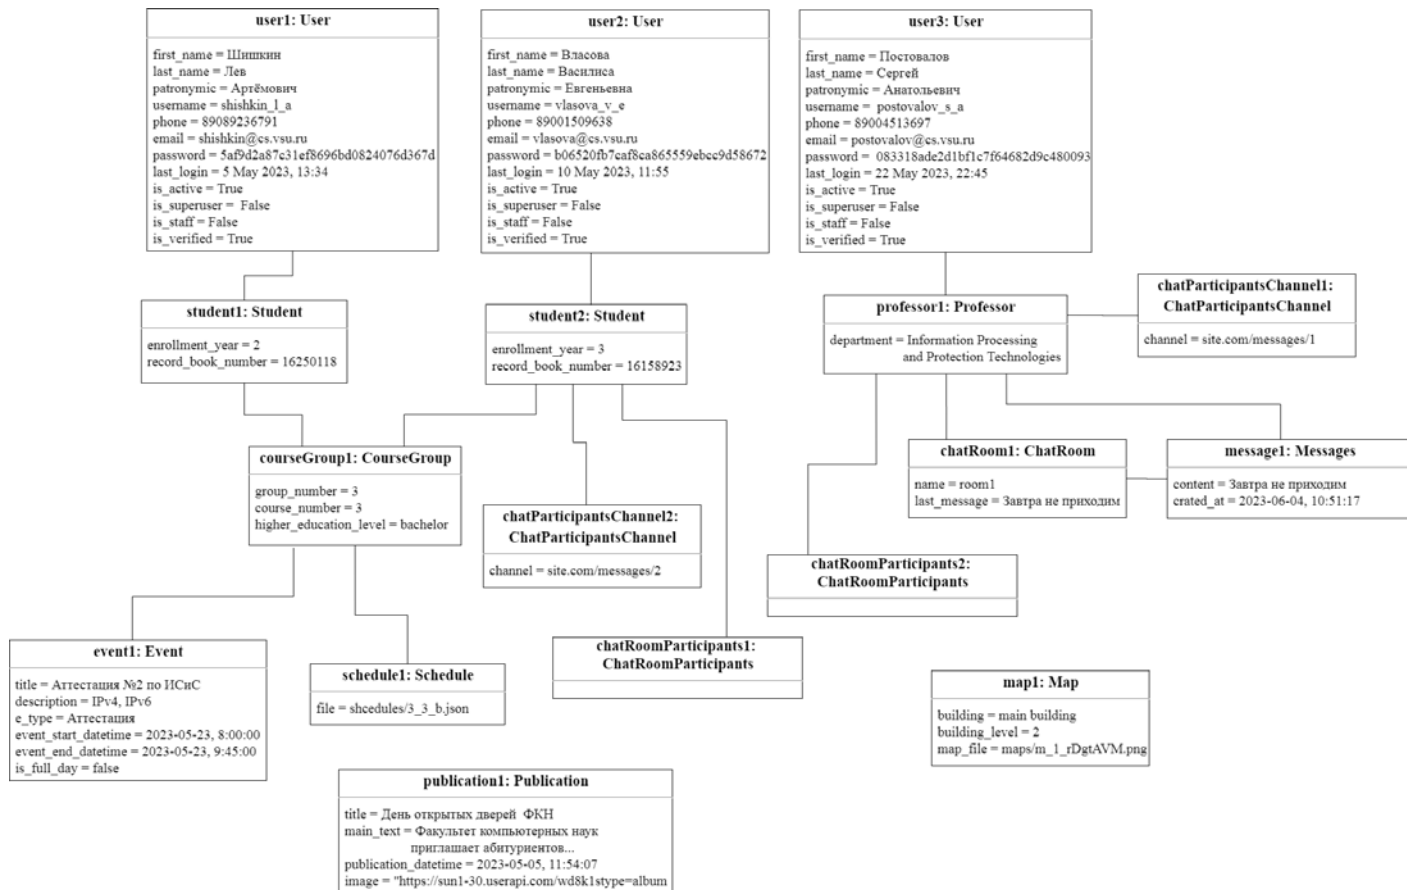 user1: User
first_name = Шишкин
last_name = Лев
patronymic = Артёмович
username = shishkin_l_a
phone = 89089236791
email = shishkin@cs.vsu.ru
password = 5af9d2a87c31ef8696bd0824076d367d
last_login = 5 May 2023, 13:34
is_active = True
is_superuser = False
is_staff = False
is_verified = True
user2: User
first_name = Власова
last_name = Василиса
patronymic = Евгеньевна
username = vlasova_v_e
phone = 89001509638
email = vlasova@cs.vsu.ru
password = b06520fb7caf8ca865559ebcc9d58672
last_login = 10 May 2023, 11:55
is_active = True
is_superuser = False
is_staff = False
is_verified = True
user3: User
first_name = Постовалов
last_name = Сергей
patronymic = Анатольевич
username = postovalov_s_a
phone = 89004513697
email = postovalov@cs.vsu.ru
password = 083318ade2d1bf1c7f64682d9c480093
last_login = 22 May 2023, 22:45
is_active = True
is_superuser = False
is_staff = False
is_verified = True
student1: Student
enrollment_year = 2
record_book_number = 16250118
student2: Student
enrollment_year = 3
record_book_number = 16158923
professor1: Professor
department = Information Processing
and Protection Technologies
chatParticipantsChannel1:
ChatParticipantsChannel
channel = site.com/messages/1
courseGroup1: CourseGroup
group_number = 3
course_number = 3
higher_education_level = bachelor
chatParticipantsChannel2:
ChatParticipantsChannel
channel = site.com/messages/2
chatRoom1: ChatRoom
name = room1
last_message = Завтра не приходим
message1: Messages
content = Завтра не приходим
crated_at = 2023-06-04, 10:51:17
chatRoomParticipants2:
ChatRoomParticipants
event1: Event
title = Аттестация №2 по ИСиС
description = IPv4, IPv6
e_type = Аттестация
event_start_datetime = 2023-05-23, 8:00:00
event_end_datetime = 2023-05-23, 9:45:00
is_full_day = false
schedule1: Schedule
file = shcedules/3_3_b.json
chatRoomParticipants1:
ChatRoomParticipants
map1: Map
building = main building
building_level = 2
map_file = maps/m_1_rDgtAVM.png
publication1: Publication
title = День открытых дверей ФКН
main_text = Факультет компьютерных наук
приглашает абитуриентов...
publication_datetime = 2023-05-05, 11:54:07
image = "https://sun1-30.userapi.com/wd8k1stype=album